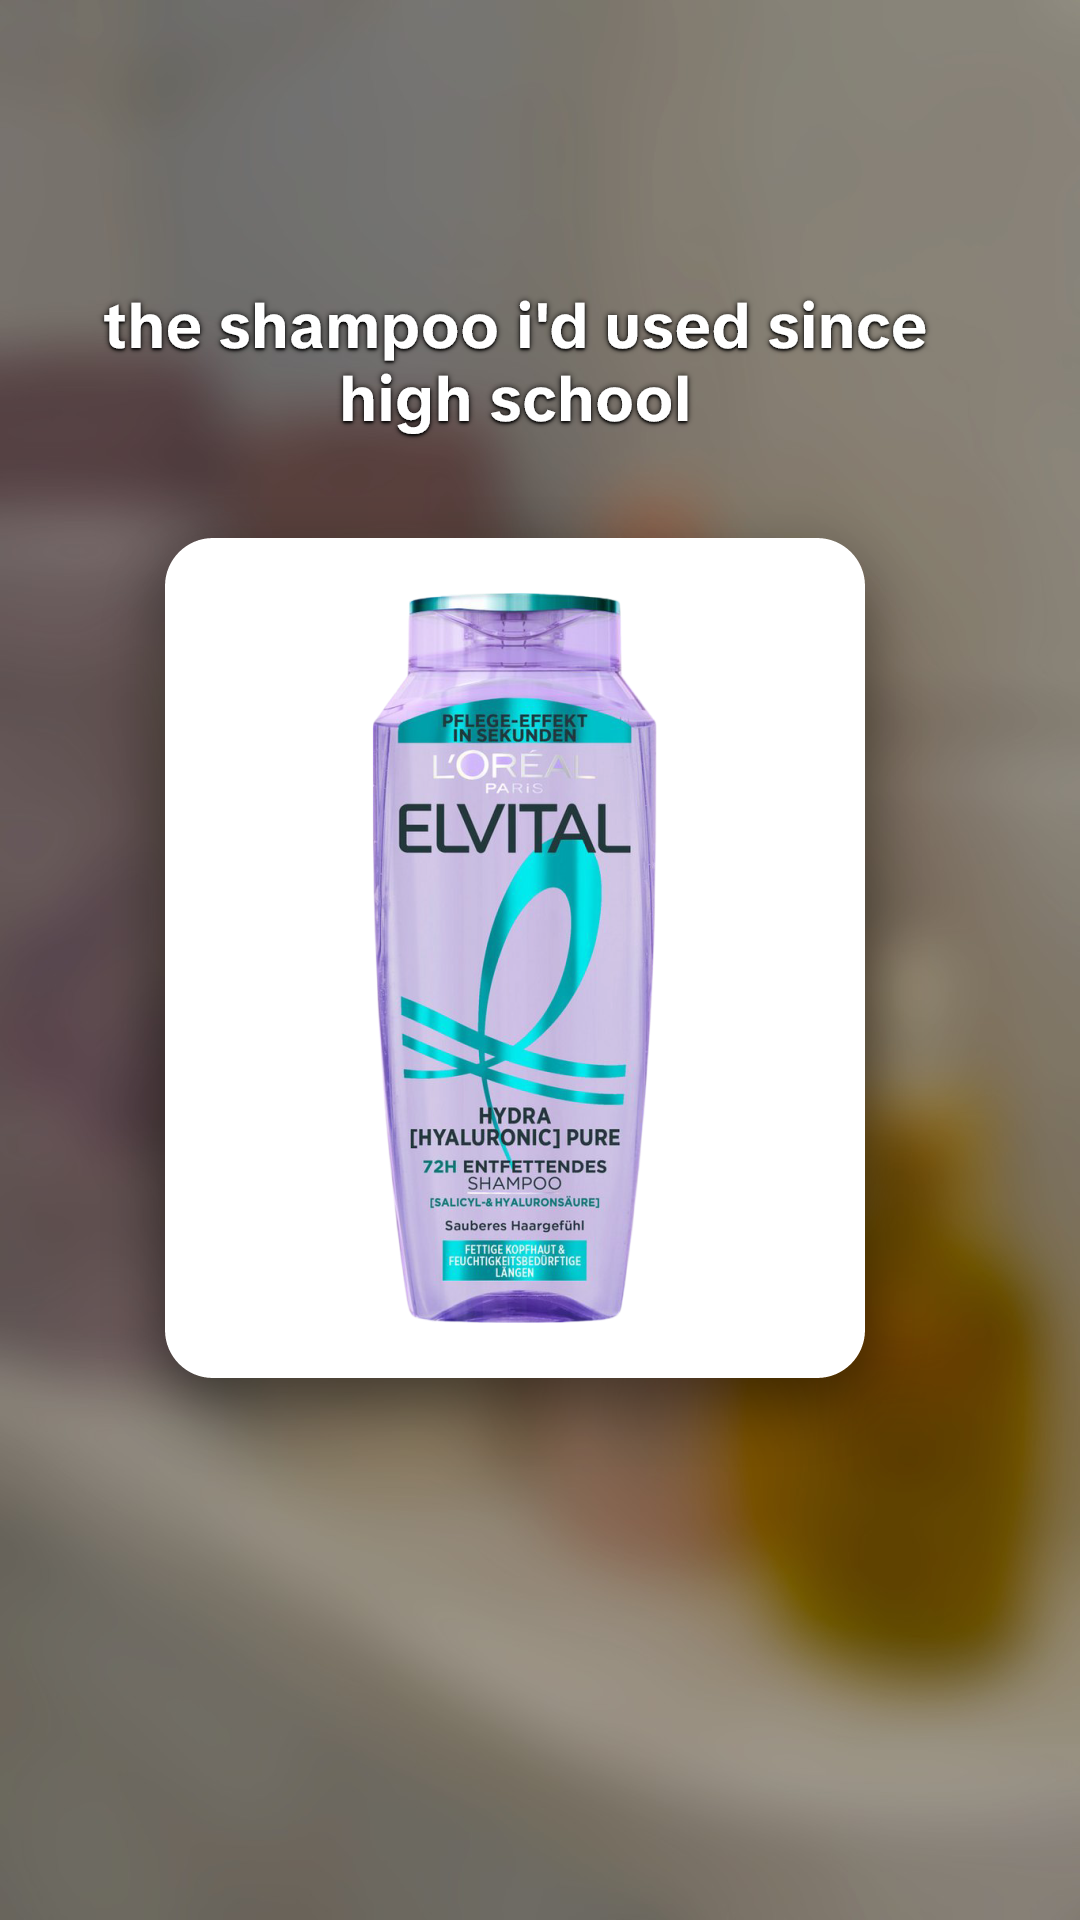 the shampoo i'd used since
high school
PFLEGE-EFFEKT
IN SEKUNDEN
L'ORÉAL
PARIS
ELVITAL
HYDRA
[HYALURONIC] PURE
72H ENTFETTENDES
SHAMPOO
[SALICYL-& HYALURONSÄURE]
Sauberes Haargefühl
FETTIGE KOPFHAUT &
FEUCHTIGKEITSBEDÜRFTIGE
LÄNGEN